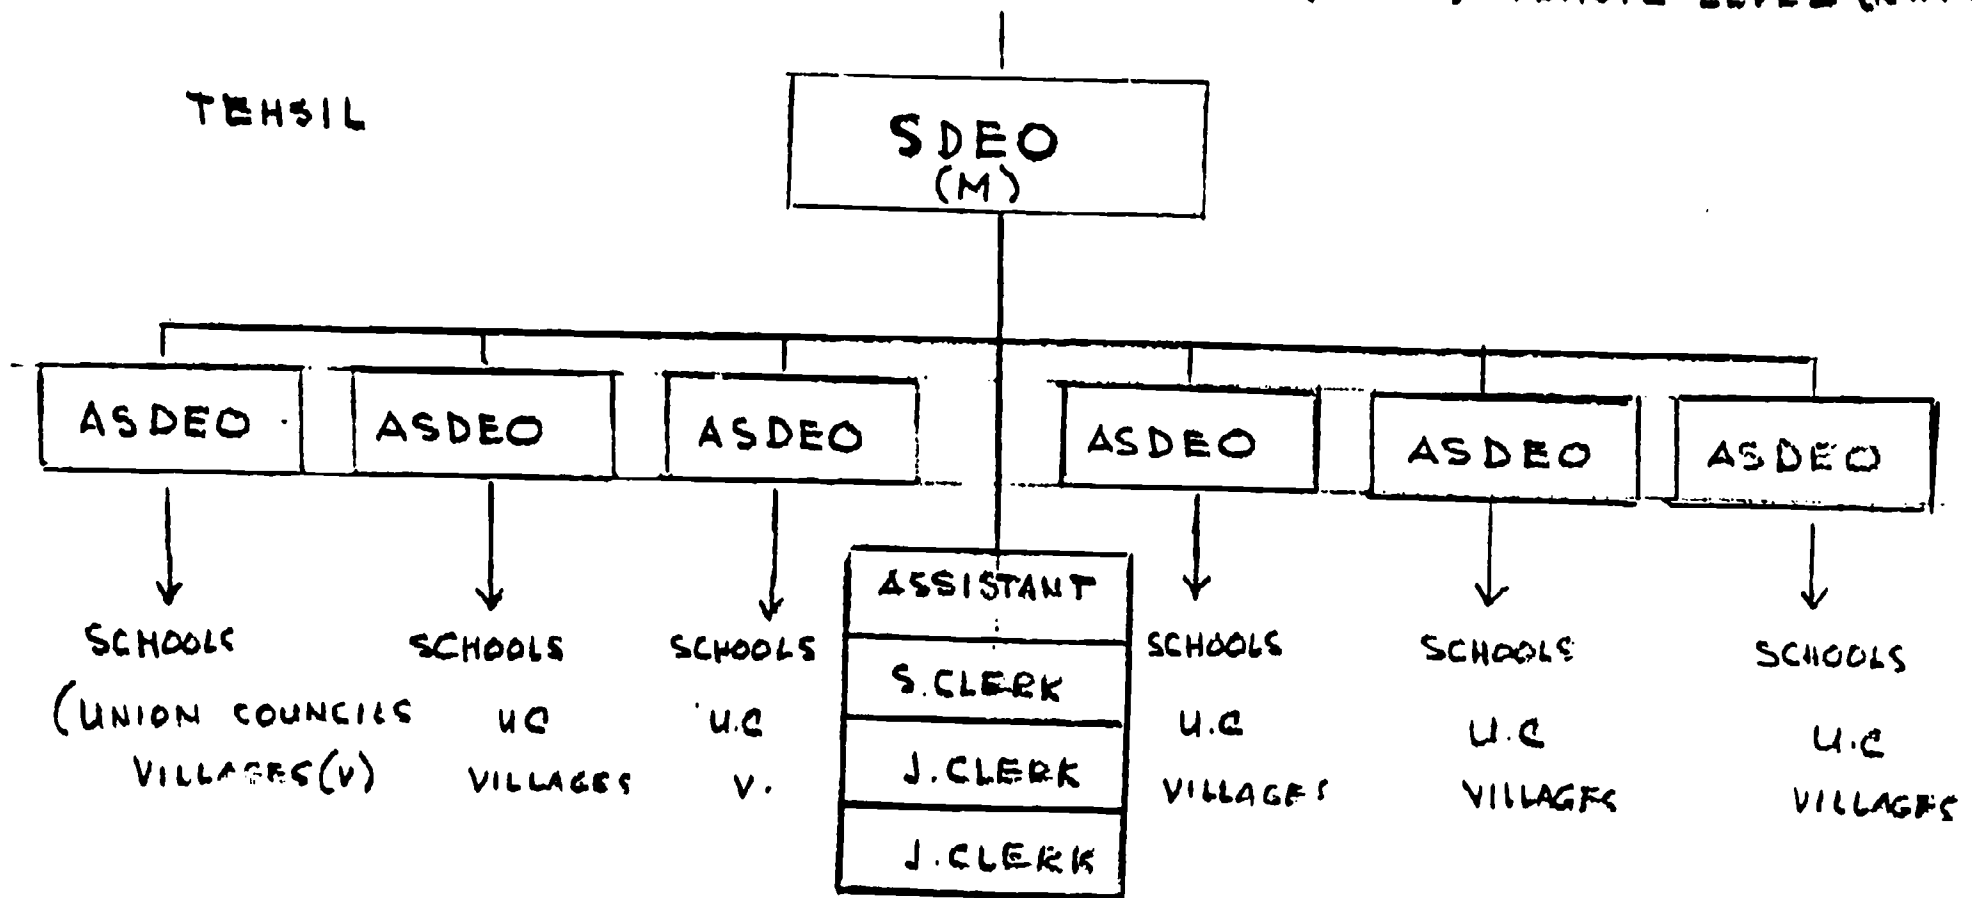 TEHSIL
SDEO
(M)
ASDEO ASDEO ASDEO ASDEO ASDEO ASDEO
ASSISTANT
S.CLERK
J.CLERK
J.CLERK
SCHOOLS SCHOOLS SCHOOLS SCHOOLS SCHOOLS SCHOOLS
(UNION COUNCILS UC U.C U.C U.C U.C
VILLAGES(V) VILLAGES V. VILLAGES VILLAGES VILLAGES